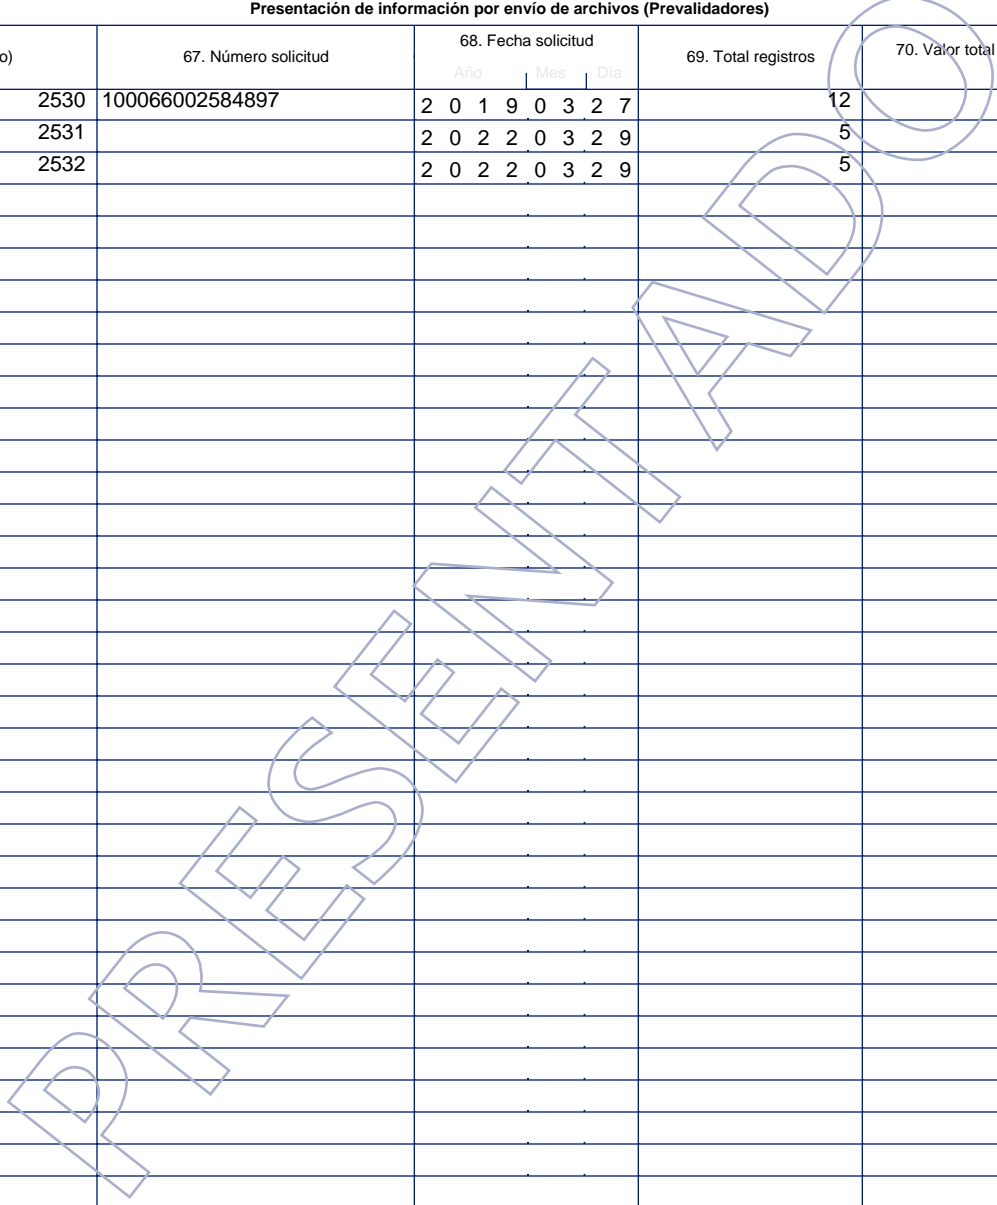 Presentación de información por envío de archivos (Prevalidadores)
o) 67. Número solicitud 68. Fecha solicitud 69. Total registros 70. Valor total
Año Mes Día
2530 100066002584897 2 0 1 9 0 3 2 7 12
2531 2 0 2 2 0 3 2 9 5
2532 2 0 2 2 0 3 2 9 5
PRESENTADO